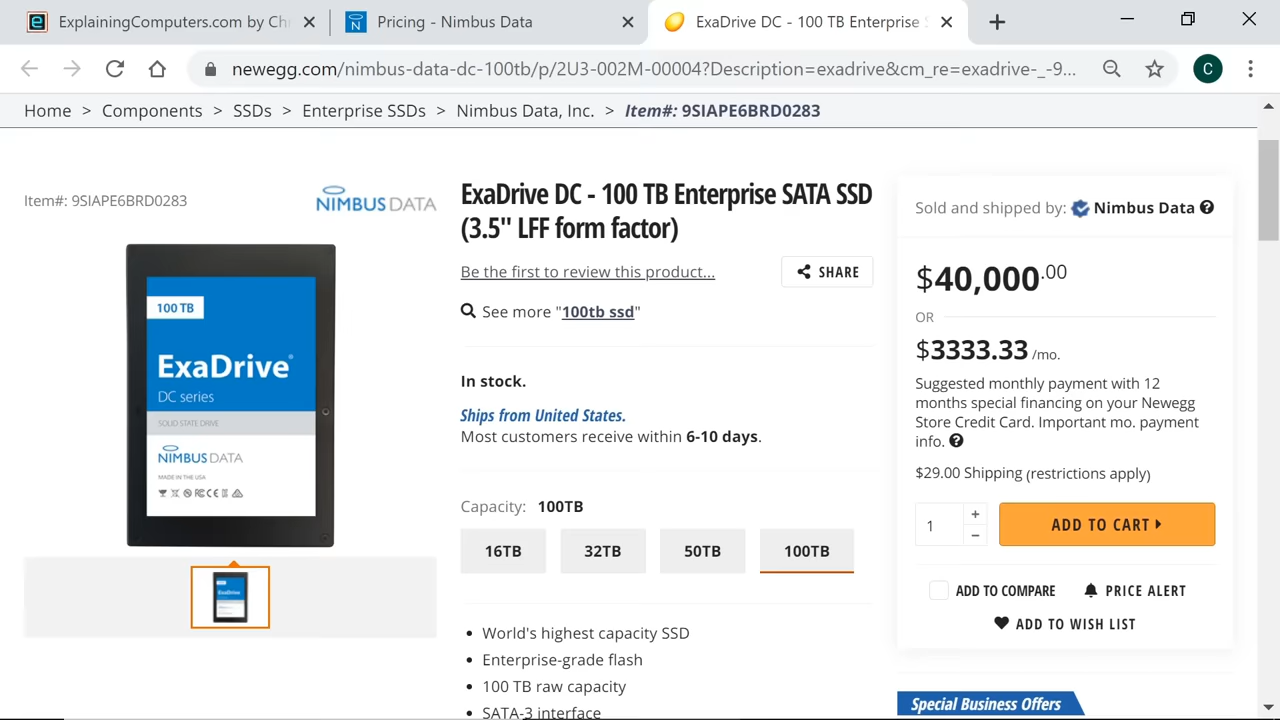 ExplainingComputers.com by Ch
Pricing - Nimbus Data
ExaDrive DC - 100 TB Enterprise
newegg.com/nimbus-data-dc-100tb/p/2U3-002M-00004?Description=exadrive&cm_re=exadrive-_-9...
C
Home > Components > SSDs > Enterprise SSDs > Nimbus Data, Inc. > Item#: 9SIAPE6BRD0283
Item#: 9SIAPE6BRD0283
NIMBUS DATA
100 TB
ExaDrive®
DC series
SOLID STATE DRIVE
NIMBUS DATA
MADE IN THE USA
ExaDrive
ExaDrive DC - 100 TB Enterprise SATA SSD
(3.5" LFF form factor)
Be the first to review this product...
SHARE
See more "100tb ssd"
In stock.
Ships from United States.
Most customers receive within 6-10 days.
Capacity: 100TB
16TB 32TB 50TB 100TB
• World's highest capacity SSD
• Enterprise-grade flash
• 100 TB raw capacity
• SATA-3 interface
Sold and shipped by: Nimbus Data
$40,000.00
OR
$3333.33 /mo.
Suggested monthly payment with 12
months special financing on your Newegg
Store Credit Card. Important mo. payment
info.
$29.00 Shipping (restrictions apply)
1 + −
ADD TO CART
ADD TO COMPARE
PRICE ALERT
ADD TO WISH LIST
Special Business Offers